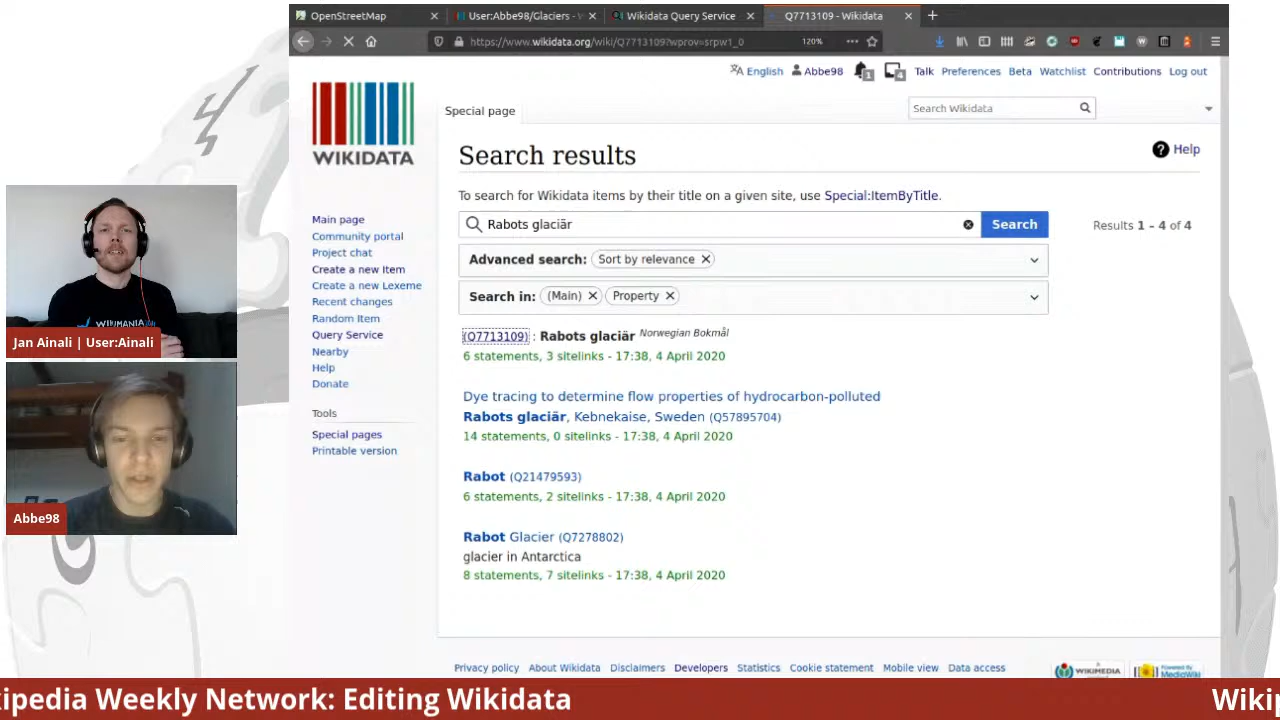 OpenStreetMap
User:Abbe98/Glaciers - W
Wikidata Query Service
Q7713109 - Wikidata
https://www.wikidata.org/wiki/Q7713109?wprov=srpw1_0
120%
English
Abbe98
1
4
Talk
Preferences
Beta
Watchlist
Contributions
Log out
WIKIDATA
Special page
Search Wikidata
Search results
Help
To search for Wikidata items by their title on a given site, use Special:ItemByTitle.
Rabots glaciär
Search
Results 1 – 4 of 4
Advanced search: Sort by relevance
Search in: (Main) Property
Main page
Community portal
Project chat
Create a new Item
Create a new Lexeme
Recent changes
Random Item
Query Service
Nearby
Help
Donate
Tools
Special pages
Printable version
(Q7713109) : Rabots glaciär Norwegian Bokmål
6 statements, 3 sitelinks - 17:38, 4 April 2020
Dye tracing to determine flow properties of hydrocarbon-polluted
Rabots glaciär, Kebnekaise, Sweden (Q57895704)
14 statements, 0 sitelinks - 17:38, 4 April 2020
Rabot (Q21479593)
6 statements, 2 sitelinks - 17:38, 4 April 2020
Rabot Glacier (Q7278802)
glacier in Antarctica
8 statements, 7 sitelinks - 17:38, 4 April 2020
Privacy policy
About Wikidata
Disclaimers
Developers
Statistics
Cookie statement
Mobile view
Data access
WIKIMEDIA
Powered By
MediaWiki
WIKIMANIA
Jan Ainali | User:Ainali
Abbe98
kipedia Weekly Network: Editing Wikidata
Wikip